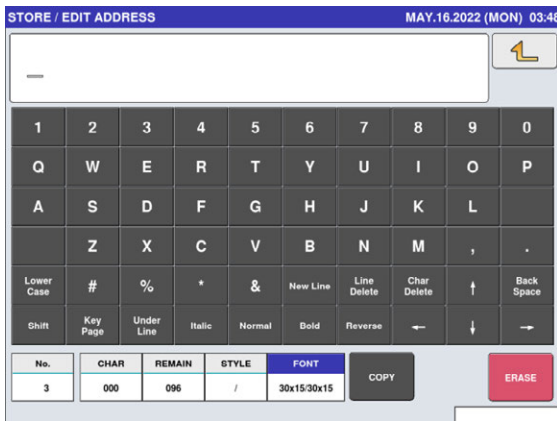 STORE / EDIT ADDRESS MAY.16.2022 (MON) 03:48
1 2 3 4 5 6 7 8 9 0
Q W E R T Y U I O P
A S D F G H J K L
Z X C V B N M , .
Lower Case # % * & New Line Line Delete Char Delete ↑ Back Space
Shift Key Page Under Line Italic Normal Bold Reverse ← ↓ →
No. CHAR REMAIN STYLE FONT
3 000 096 / 30x15/30x15
COPY
ERASE